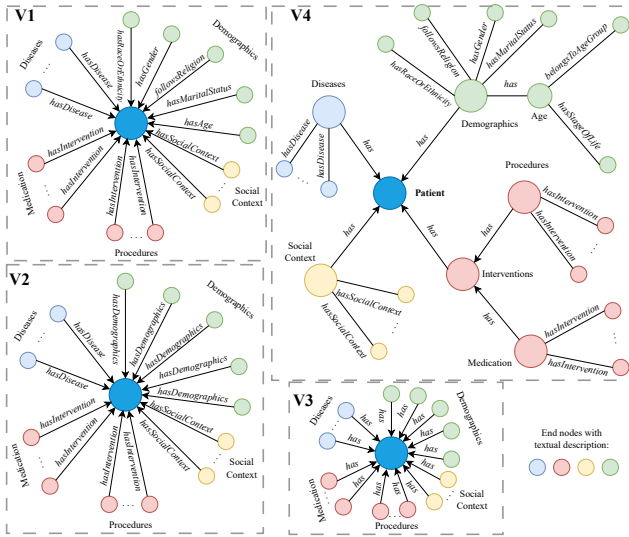 V1
Diseases
hasDisease
hasDisease
hasRaceOrEthnicity
hasGender
followsReligion
hasMaritalStatus
hasAge
Demographics
hasIntervention
hasIntervention
Medication
...
hasIntervention
hasIntervention
...
Procedures
hasSocialContext
hasSocialContext
...
Social
Context
V2
Diseases
...
hasDisease
hasDisease
hasDemographics
hasDemographics
hasDemographics
hasDemographics
Demographics
hasIntervention
hasIntervention
Medication
...
hasIntervention
hasIntervention
...
Procedures
hasSocialContext
hasSocialContext
...
Social
Context
V4
Diseases
hasDisease
hasDisease
...
has
hasRaceOrEthnicity
followsReligion
hasGender
hasMaritalStatus
Demographics
has
has
Age
belongsToAgeGroup
hasStageOfLife
Patient
Social
Context
has
hasSocialContext
hasSocialContext
...
has
Interventions
Procedures
has
hasIntervention
hasIntervention
...
has
Medication
hasIntervention
hasIntervention
...
V3
Diseases
...
has
has
has
has
has
has
has
Demographics
has
has
Medication
...
has
has
...
Procedures
has
has
...
Social
Context
End nodes with
textual description: